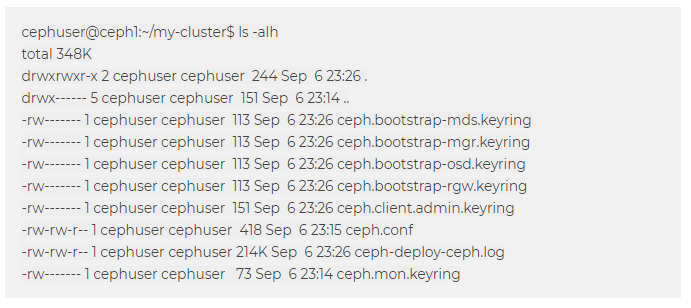 cephuser@ceph1:~/my-cluster$ ls -alh
total 348K
drwxrwxr-x 2 cephuser cephuser  244 Sep  6 23:26 .
drwx------ 5 cephuser cephuser  151 Sep  6 23:14 ..
-rw------- 1 cephuser cephuser  113 Sep  6 23:26 ceph.bootstrap-mds.keyring
-rw------- 1 cephuser cephuser  113 Sep  6 23:26 ceph.bootstrap-mgr.keyring
-rw------- 1 cephuser cephuser  113 Sep  6 23:26 ceph.bootstrap-osd.keyring
-rw------- 1 cephuser cephuser  113 Sep  6 23:26 ceph.bootstrap-rgw.keyring
-rw------- 1 cephuser cephuser  151 Sep  6 23:26 ceph.client.admin.keyring
-rw-rw-r-- 1 cephuser cephuser  418 Sep  6 23:15 ceph.conf
-rw-rw-r-- 1 cephuser cephuser 214K Sep  6 23:26 ceph-deploy-ceph.log
-rw------- 1 cephuser cephuser   73 Sep  6 23:14 ceph.mon.keyring